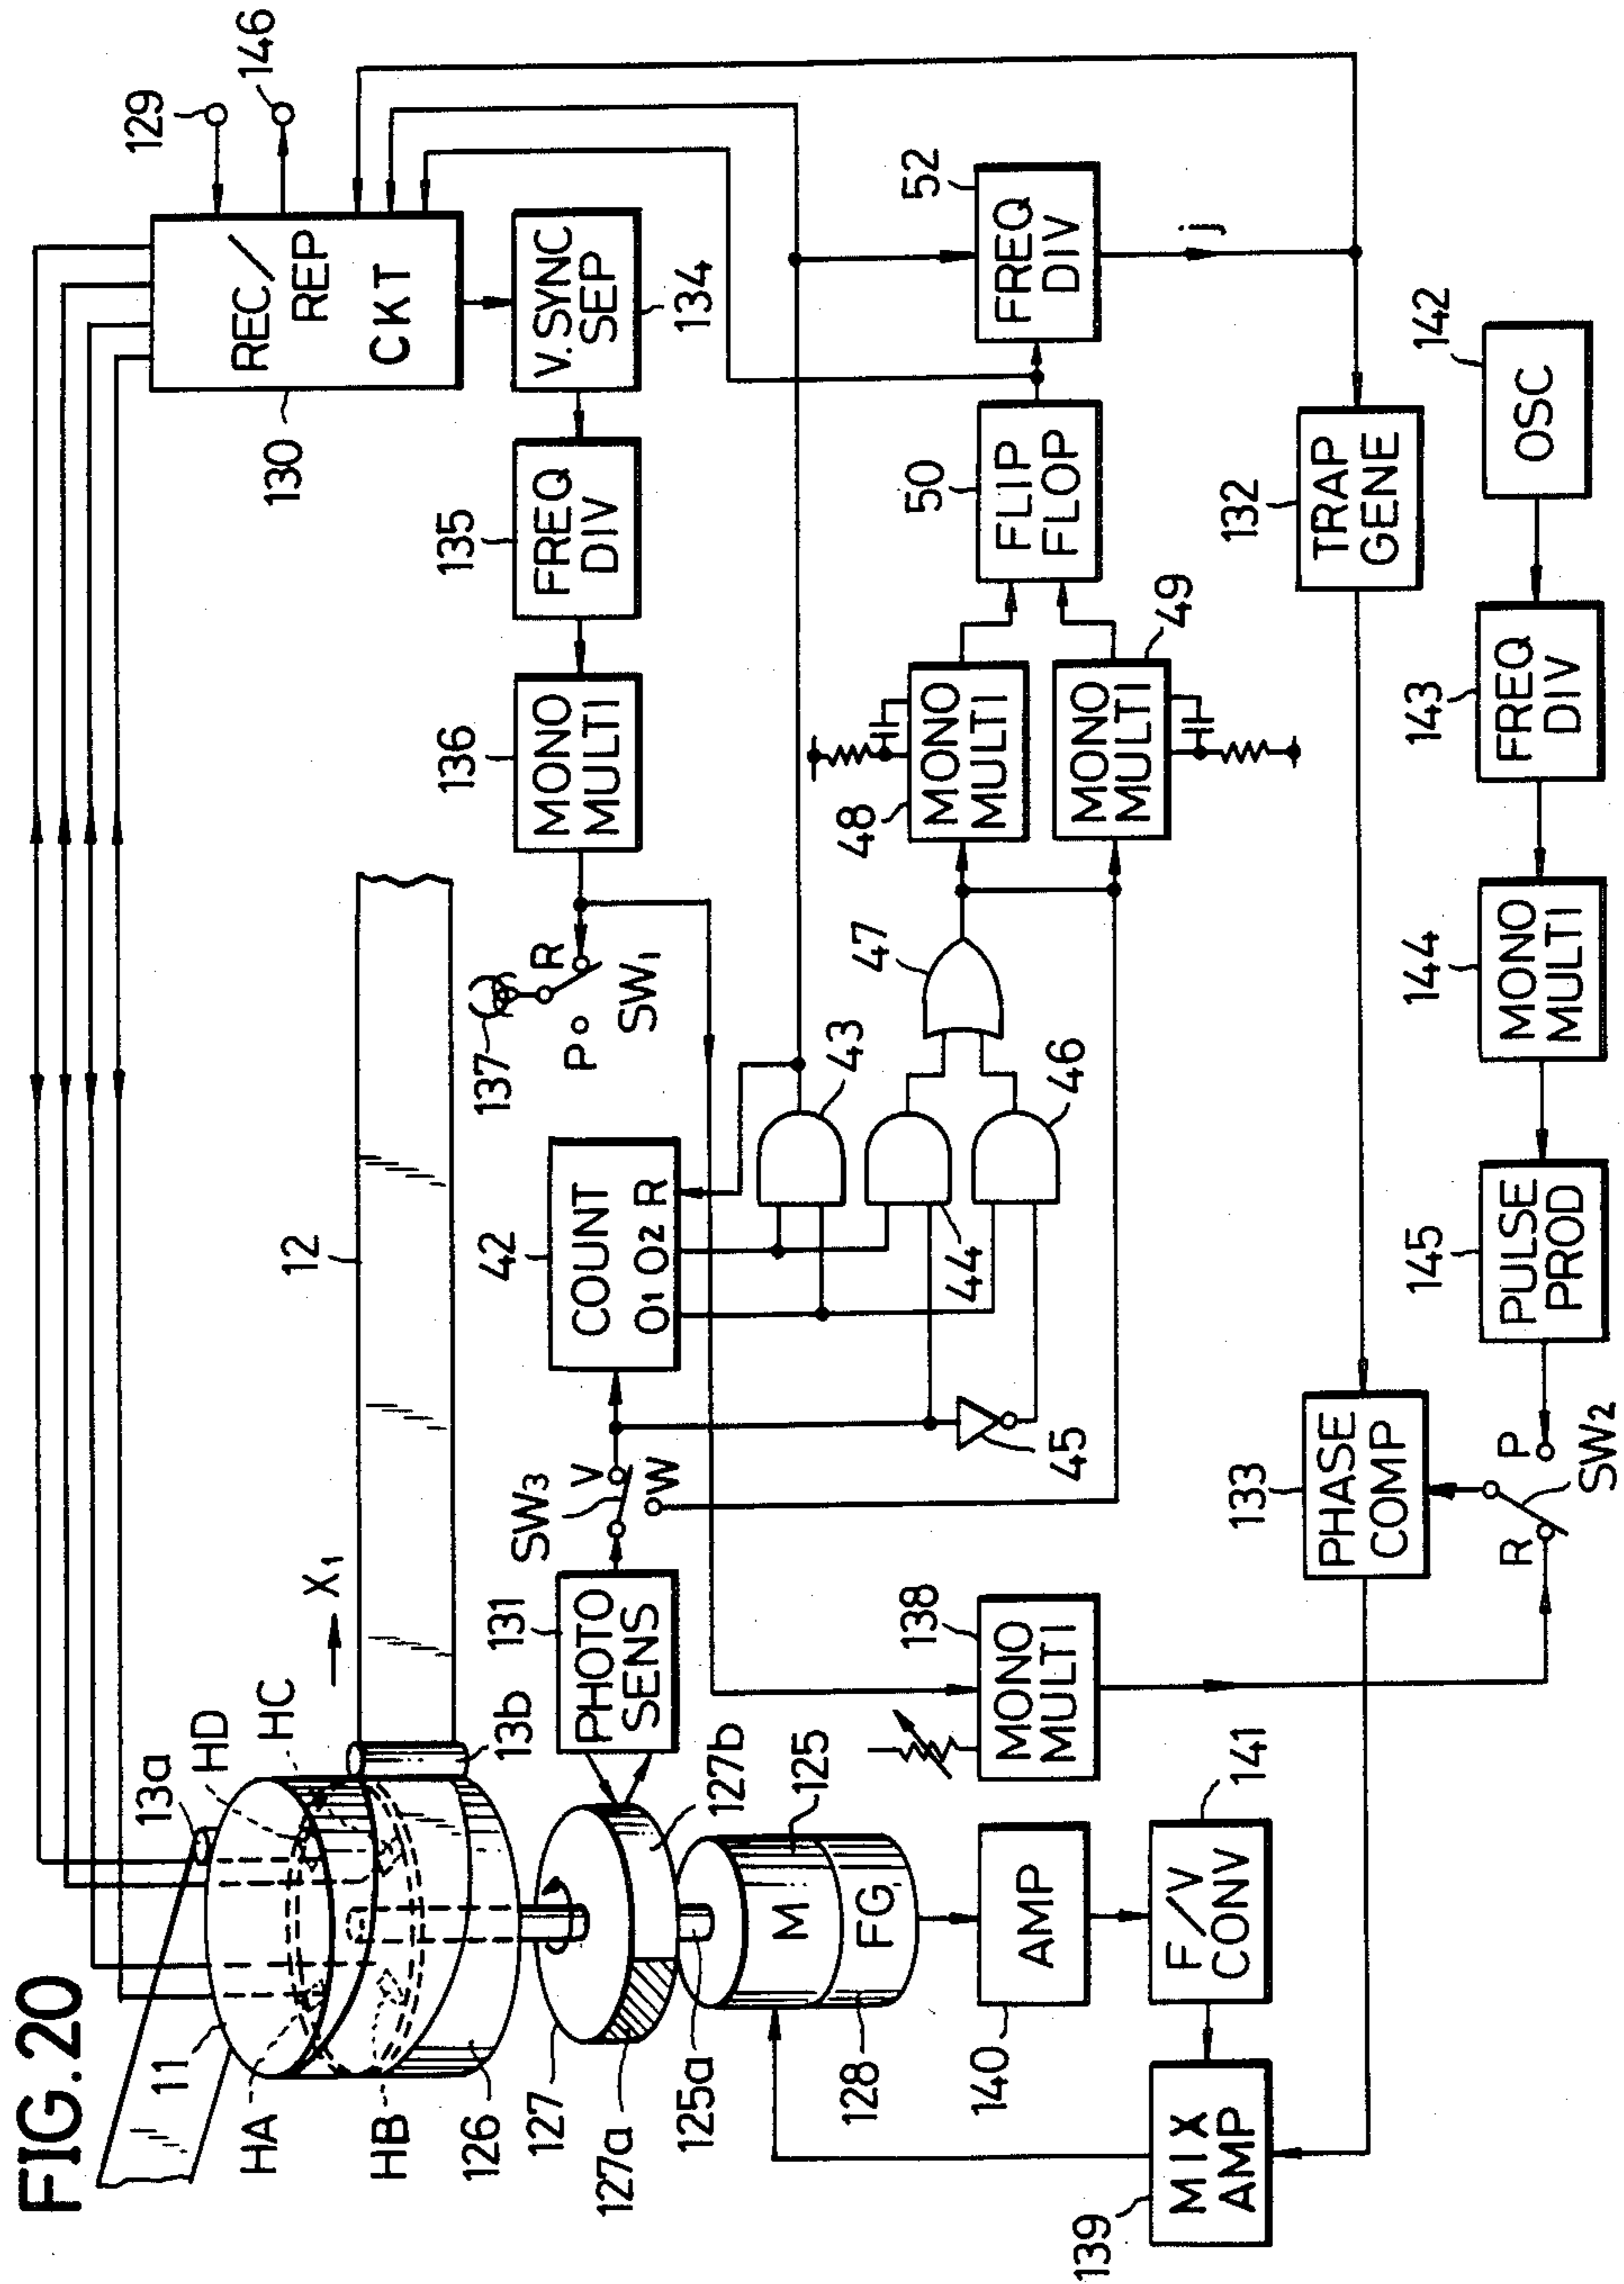 FIG.20
129
146
REC/
REP
CKT
130
V.SYNC
SEP
134
FREQ
DIV
135
MONO
MULTI
136
137
R
P
SW1
12
X1
13a
HD
HC
13b
11
HA
HB
126
127
127a
127b
125a
M
125
FG
128
PHOTO
SENS
131
SW3
V
W
COUNT
O1 O2 R
42
43
44
45
46
47
MONO
MULTI
48
MONO
MULTI
49
FLIP
FLOP
50
FREQ
DIV
52
j
TRAP
GENE
132
PHASE
COMP
133
MONO
MULTI
138
AMP
140
F/V
CONV
141
MIX
AMP
139
OSC
142
FREQ
DIV
143
MONO
MULTI
144
PULSE
PROD
145
P
R
SW2